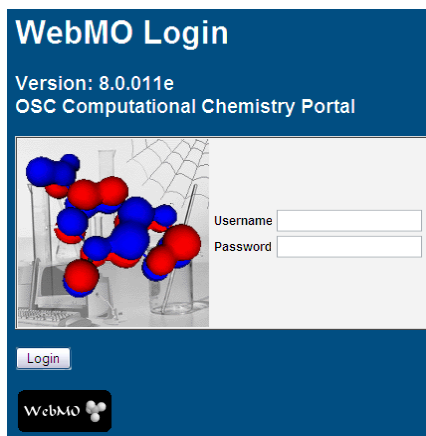 WebMO Login
Version: 8.0.011e
OSC Computational Chemistry Portal
Username
Password
Login
WebMO